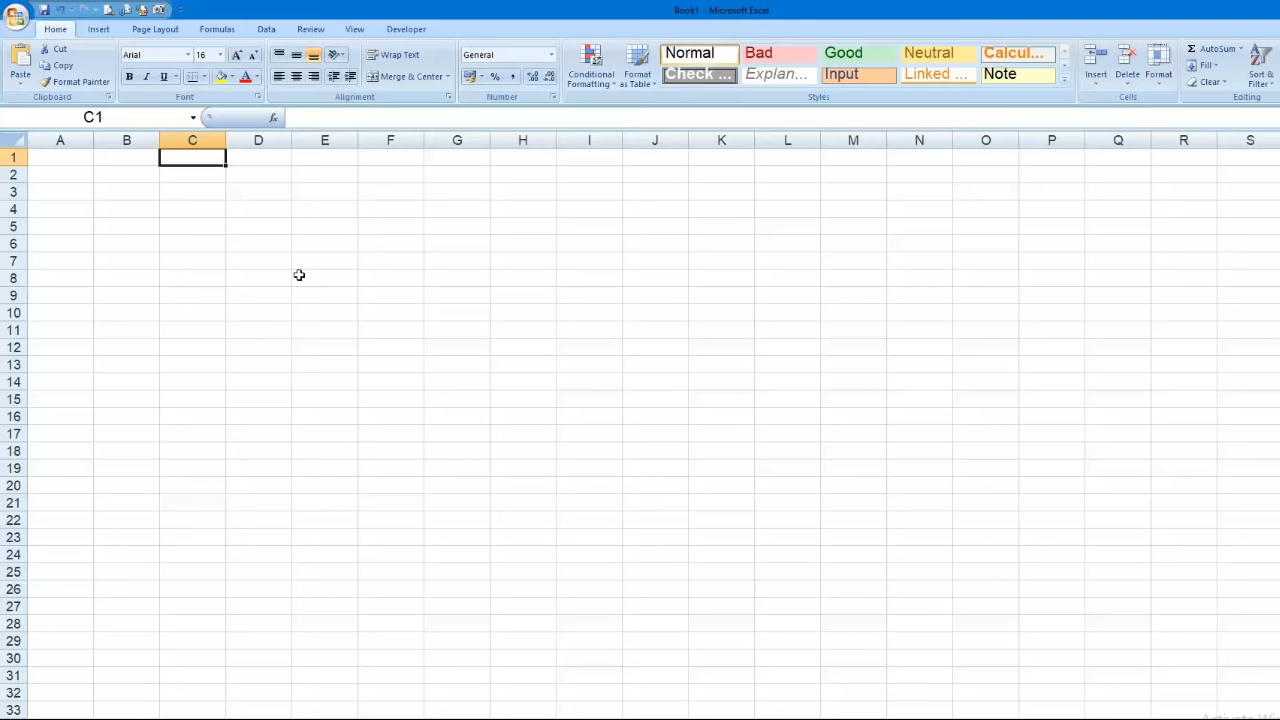 Book1 - Microsoft Excel
Home Insert Page Layout Formulas Data Review View Developer
Paste
Cut
Copy
Format Painter
Clipboard
Arial 16
Font
Wrap Text
Merge & Center
Alignment
General
Number
Conditional Formatting
Format as Table
Normal Bad Good Neutral Calcul...
Check ... Explan... Input Linked ... Note
Styles
Insert Delete Format
Cells
AutoSum
Fill
Clear
Sort & Filter
Editing
C1 fx
A B C D E F G H I J K L M N O P Q R S
1
2
3
4
5
6
7
8
9
10
11
12
13
14
15
16
17
18
19
20
21
22
23
24
25
26
27
28
29
30
31
32
33